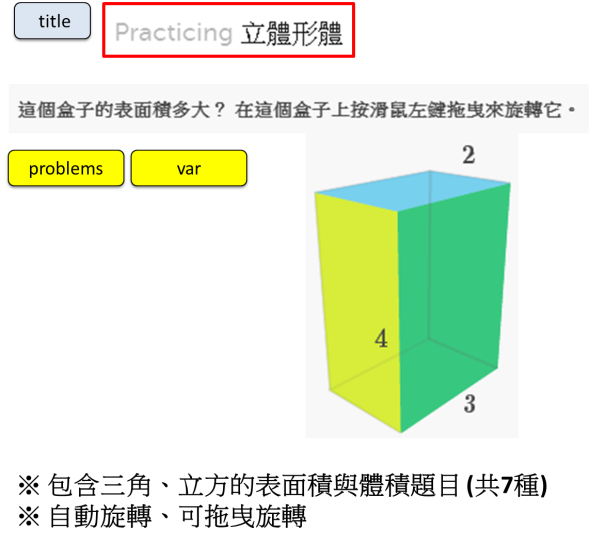 title
Practicing 立體形體
這個盒子的表面積多大？ 在這個盒子上按滑鼠左鍵拖曳來旋轉它。
problems
var
2
4
3
※ 包含三角、立方的表面積與體積題目 (共7種)
※ 自動旋轉、可拖曳旋轉